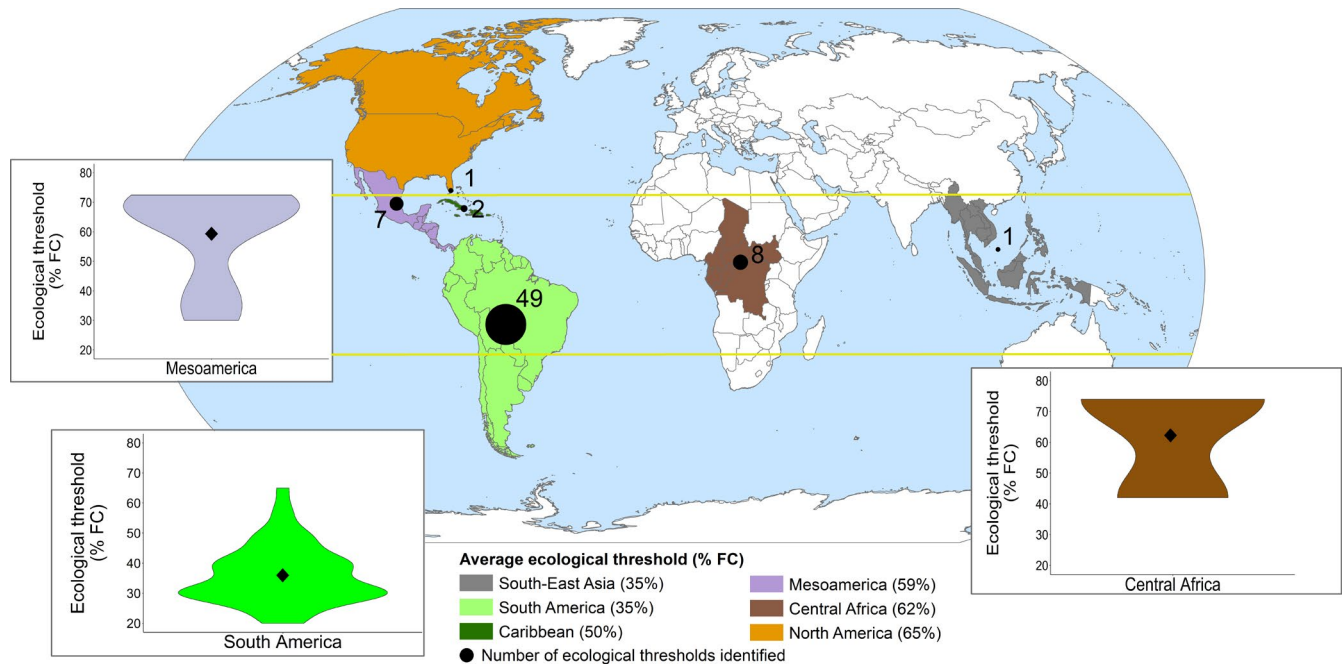 1
2
7
49
8
1
Ecological threshold
(% FC)
80
70
60
50
40
30
20
Mesoamerica
Ecological threshold
(% FC)
80
70
60
50
40
30
20
South America
Ecological threshold
(% FC)
80
70
60
50
40
30
20
Central Africa
Average ecological threshold (% FC)
South-East Asia (35%)
South America (35%)
Caribbean (50%)
Mesoamerica (59%)
Central Africa (62%)
North America (65%)
Number of ecological thresholds identified